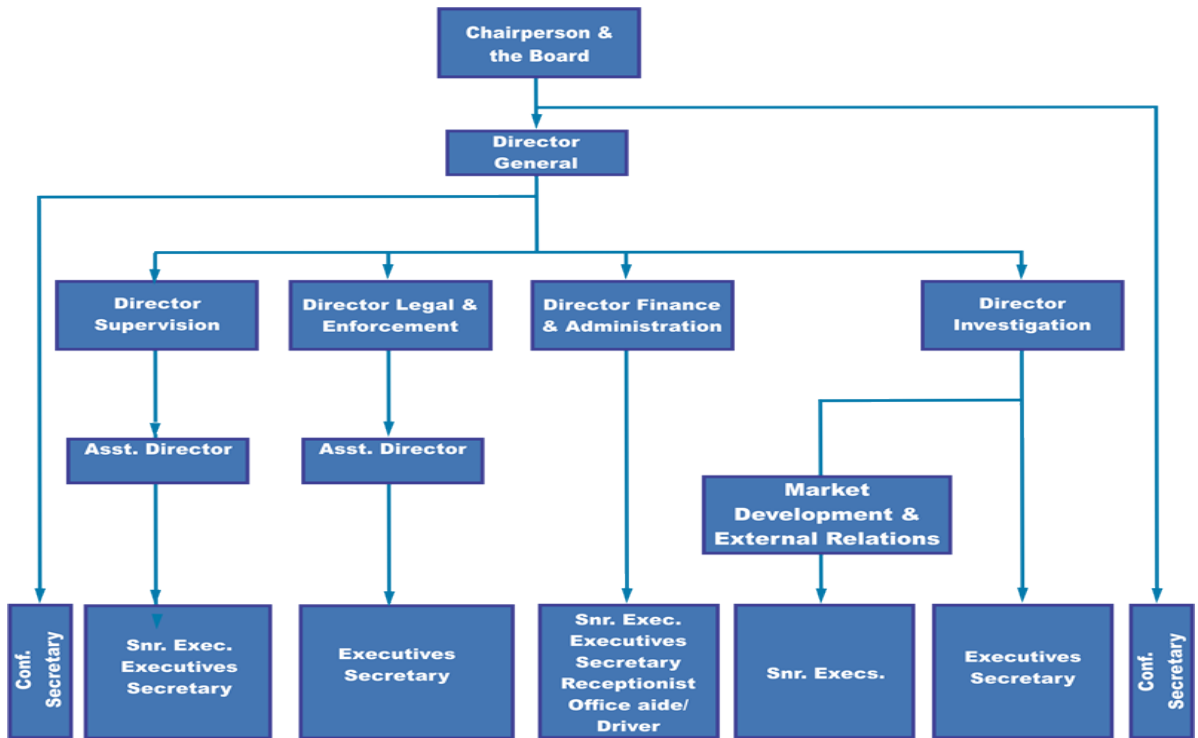 Chairperson &
the Board
Director
General
Director
Supervision
Director Legal &
Enforcement
Director Finance
& Administration
Director
Investigation
Asst. Director
Asst. Director
Market
Development &
External Relations
Conf.
Secretary
Snr. Exec.
Executives
Secretary
Executives
Secretary
Snr. Exec.
Executives
Secretary
Receptionist
Office aide/
Driver
Snr. Execs.
Executives
Secretary
Conf.
Secretary